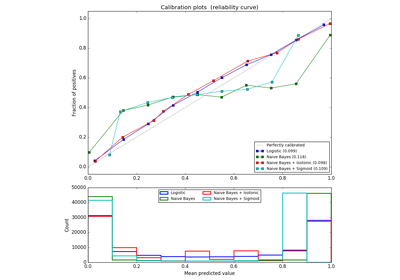 Calibration plots (reliability curve)
1.0
0.8
0.6
0.4
0.2
0.0
Fraction of positives
Perfectly calibrated
Logistic (0.099)
Naive Bayes (0.118)
Naive Bayes + Isotonic (0.098)
Naive Bayes + Sigmoid (0.109)
0.0 0.2 0.4 0.6 0.8 1.0
50000
40000
30000
20000
10000
0
Count
Logistic
Naive Bayes
Naive Bayes + Isotonic
Naive Bayes + Sigmoid
0.0 0.2 0.4 0.6 0.8 1.0
Mean predicted value